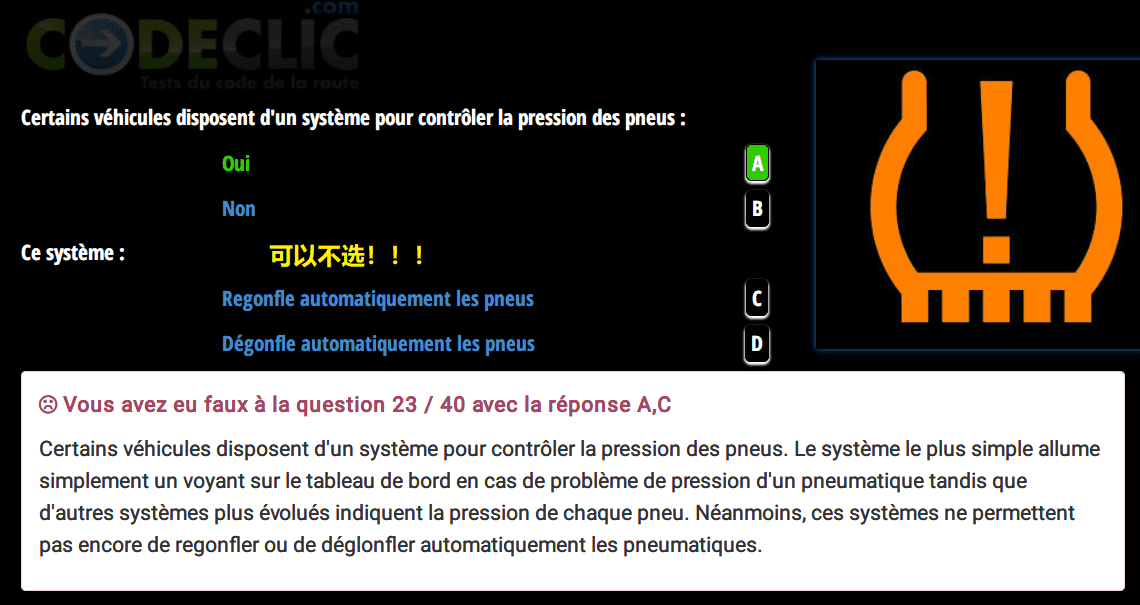 .com
CODECLIC
Tests du code de la route
Certains véhicules disposent d'un système pour contrôler la pression des pneus :
Oui A
Non B
Ce système : 可以不选！！！
Regonfle automatiquement les pneus C
Dégonfle automatiquement les pneus D
Vous avez eu faux à la question 23 / 40 avec la réponse A,C
Certains véhicules disposent d'un système pour contrôler la pression des pneus. Le système le plus simple allume
simplement un voyant sur le tableau de bord en cas de problème de pression d'un pneumatique tandis que
d'autres systèmes plus évolués indiquent la pression de chaque pneu. Néanmoins, ces systèmes ne permettent
pas encore de regonfler ou de déglonfler automatiquement les pneumatiques.